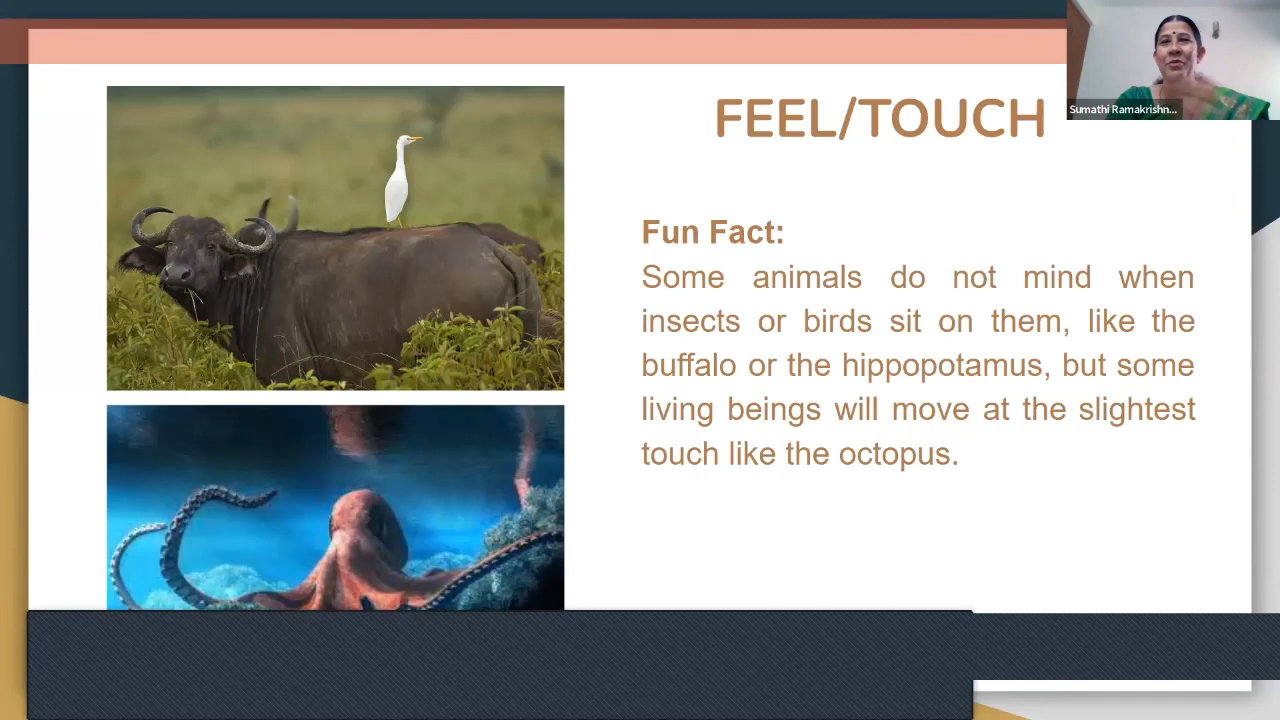 Sumathi Ramakrishn...
FEEL/TOUCH
Fun Fact:
Some animals do not mind when
insects or birds sit on them, like the
buffalo or the hippopotamus, but some
living beings will move at the slightest
touch like the octopus.